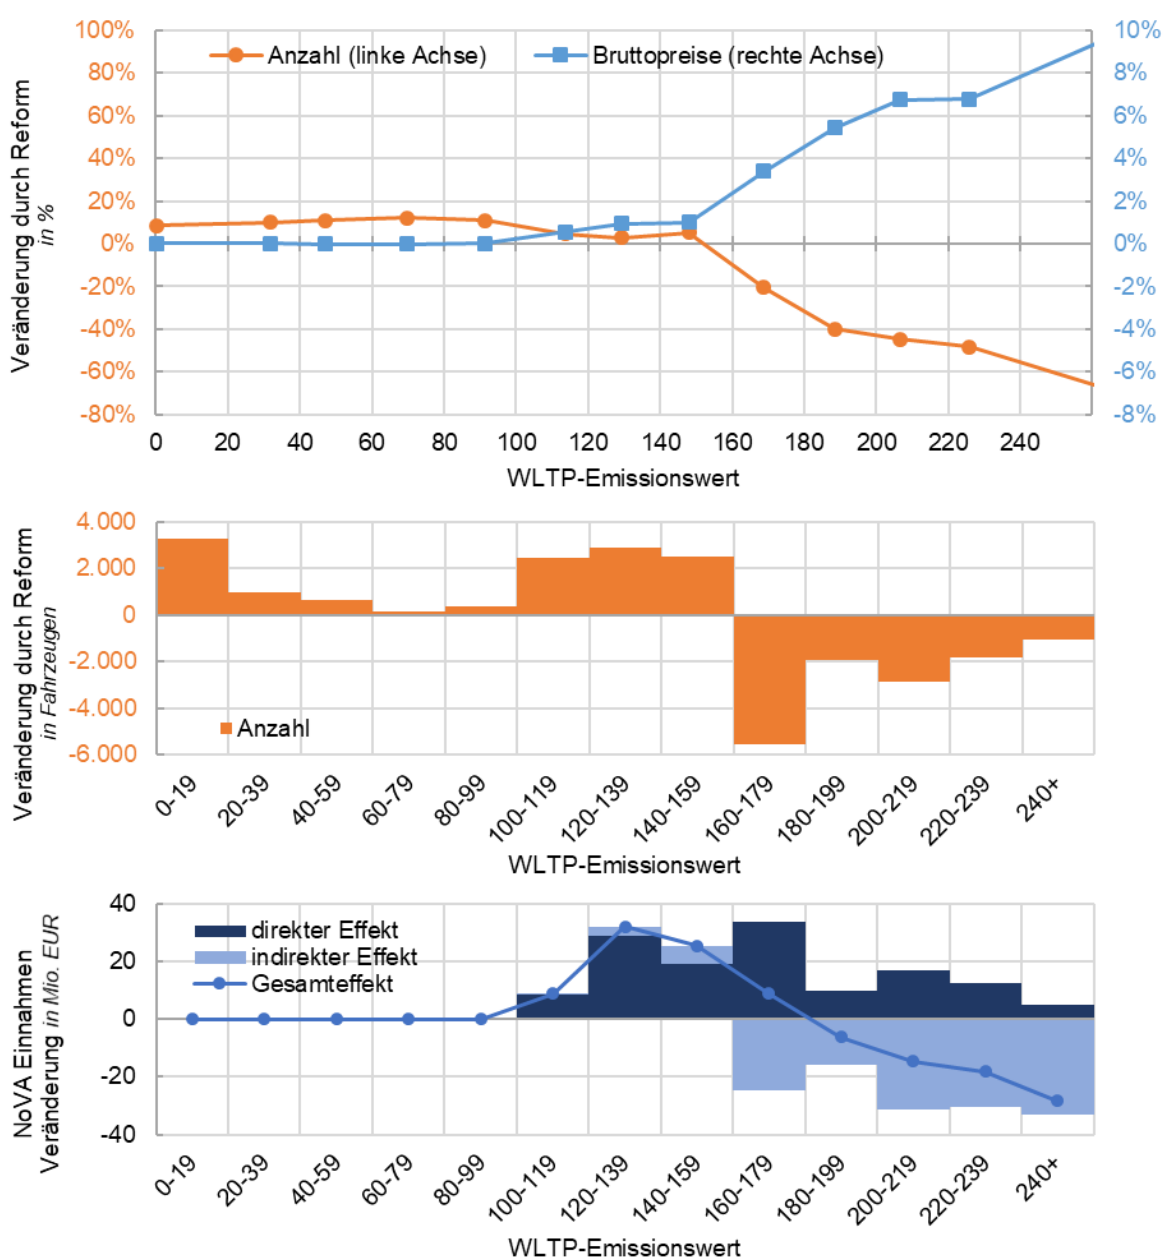 Veränderung durch Reform
in %
100%
80%
60%
40%
20%
0%
-20%
-40%
-60%
-80%
Anzahl (linke Achse)
Bruttopreise (rechte Achse)
10%
8%
6%
4%
2%
0%
-2%
-4%
-6%
-8%
0 20 40 60 80 100 120 140 160 180 200 220 240
WLTP-Emissionswert
Veränderung durch Reform
in Fahrzeugen
4.000
2.000
0
-2.000
-4.000
-6.000
Anzahl
0-19 20-39 40-59 60-79 80-99 100-119 120-139 140-159 160-179 180-199 200-219 220-239 240+
WLTP-Emissionswert
NoVA Einnahmen
Veränderung in Mio. EUR
40
20
0
-20
-40
direkter Effekt
indirekter Effekt
Gesamteffekt
0-19 20-39 40-59 60-79 80-99 100-119 120-139 140-159 160-179 180-199 200-219 220-239 240+
WLTP-Emissionswert